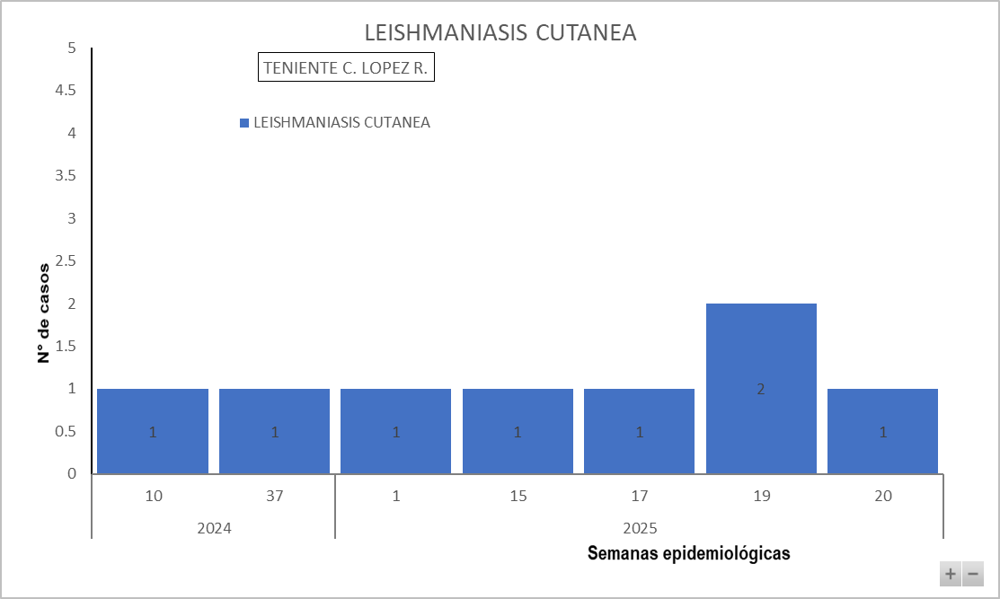 LEISHMANIASIS CUTANEA
TENIENTE C. LOPEZ R.
LEISHMANIASIS CUTANEA
5
4.5
4
3.5
3
2.5
2
1.5
1
0.5
0
N° de casos
1 1 1 1 1 2 1
10 37 1 15 17 19 20
2024 2025
Semanas epidemiológicas
+ −